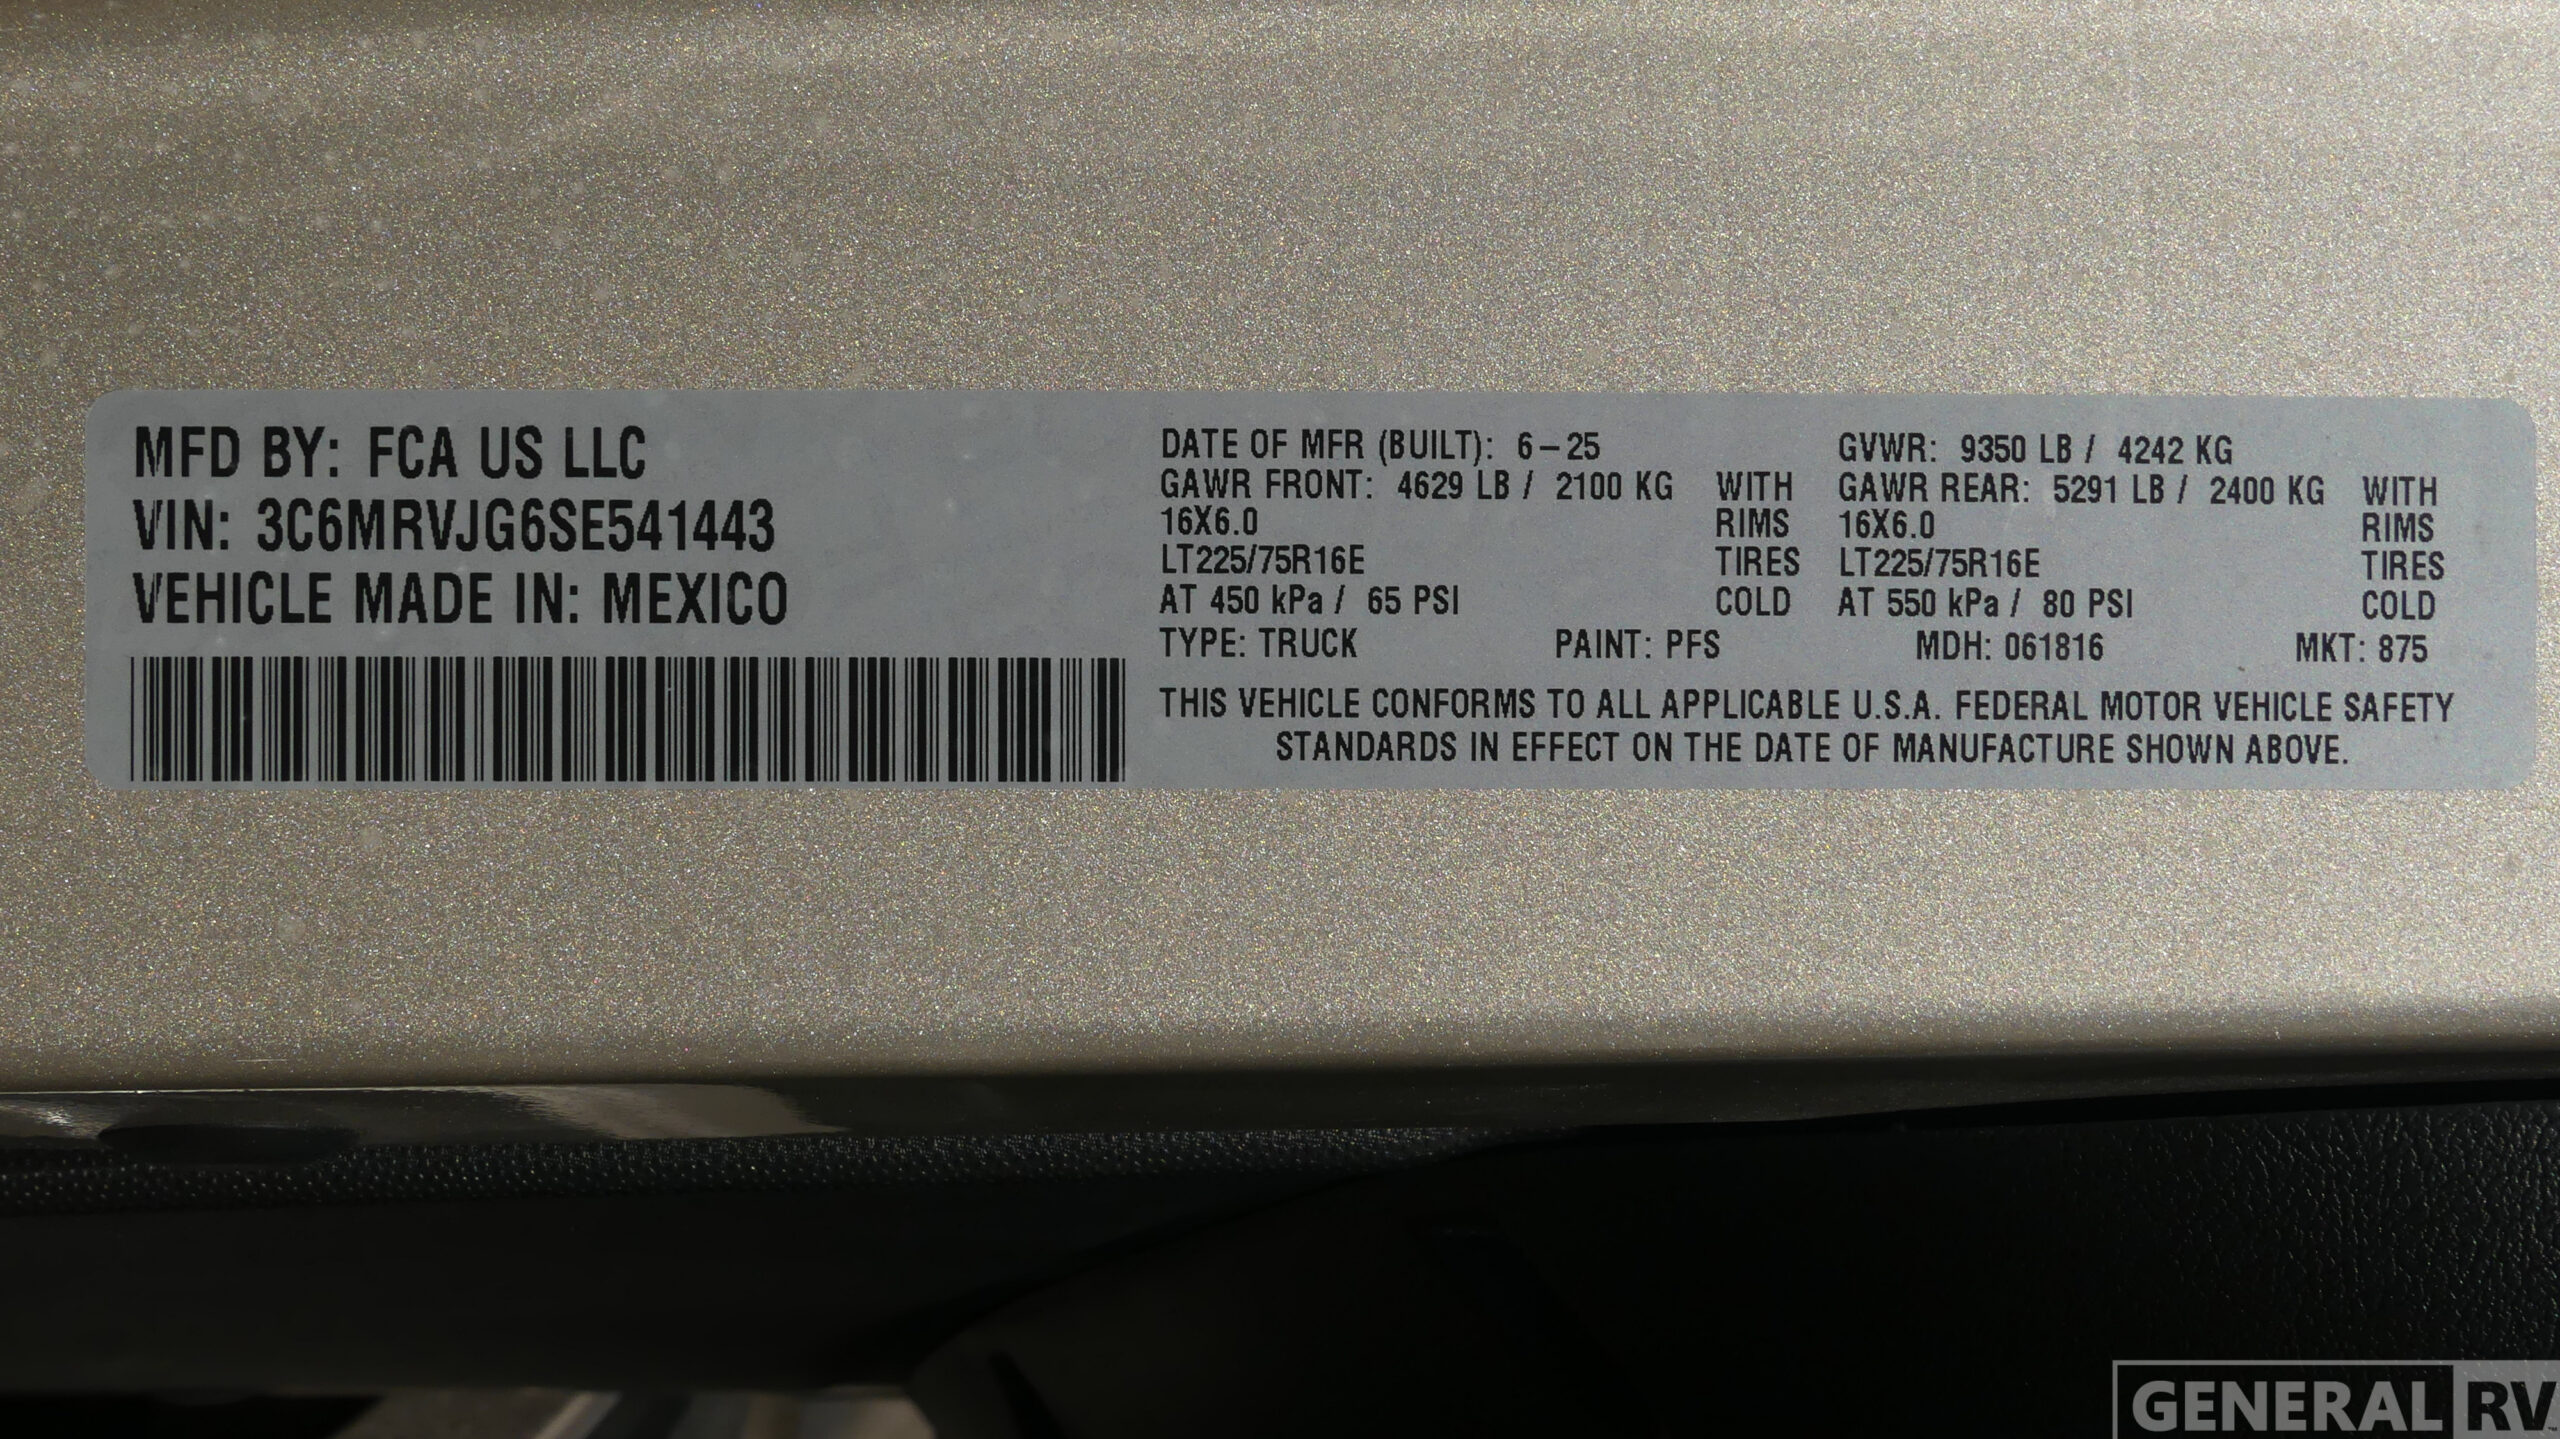 MFD BY: FCA US LLC
VIN: 3C6MRVJG6SE541443
VEHICLE MADE IN: MEXICO
DATE OF MFR (BUILT): 6-25 GVWR: 9350 LB / 4242 KG
GAWR FRONT: 4629 LB / 2100 KG WITH GAWR REAR: 5291 LB / 2400 KG WITH
16X6.0 RIMS 16X6.0 RIMS
LT225/75R16E TIRES LT225/75R16E TIRES
AT 450 kPa / 65 PSI COLD AT 550 kPa / 80 PSI COLD
TYPE: TRUCK PAINT: PFS MDH: 061816 MKT: 875
THIS VEHICLE CONFORMS TO ALL APPLICABLE U.S.A. FEDERAL MOTOR VEHICLE SAFETY
STANDARDS IN EFFECT ON THE DATE OF MANUFACTURE SHOWN ABOVE.
GENERAL RV